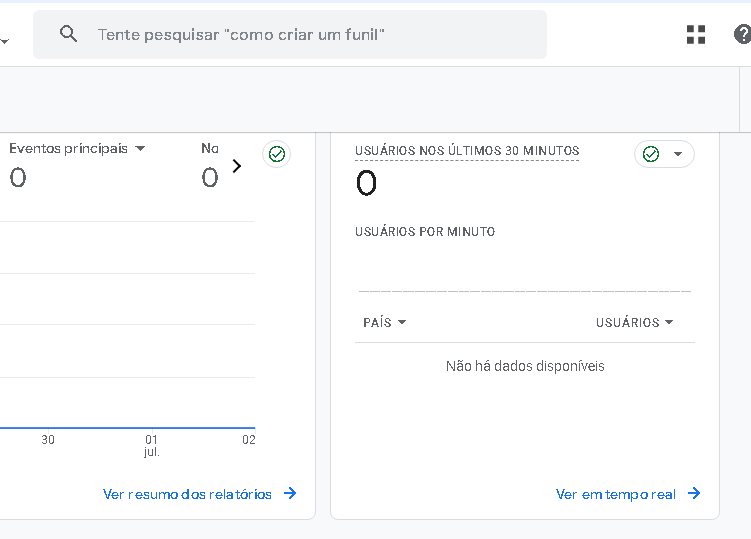 Tente pesquisar "como criar um funil"
Eventos principais
No
0
0
30
01
jul.
02
Ver resumo dos relatórios
USUÁRIOS NOS ÚLTIMOS 30 MINUTOS
0
USUÁRIOS POR MINUTO
PAÍS
USUÁRIOS
Não há dados disponíveis
Ver em tempo real